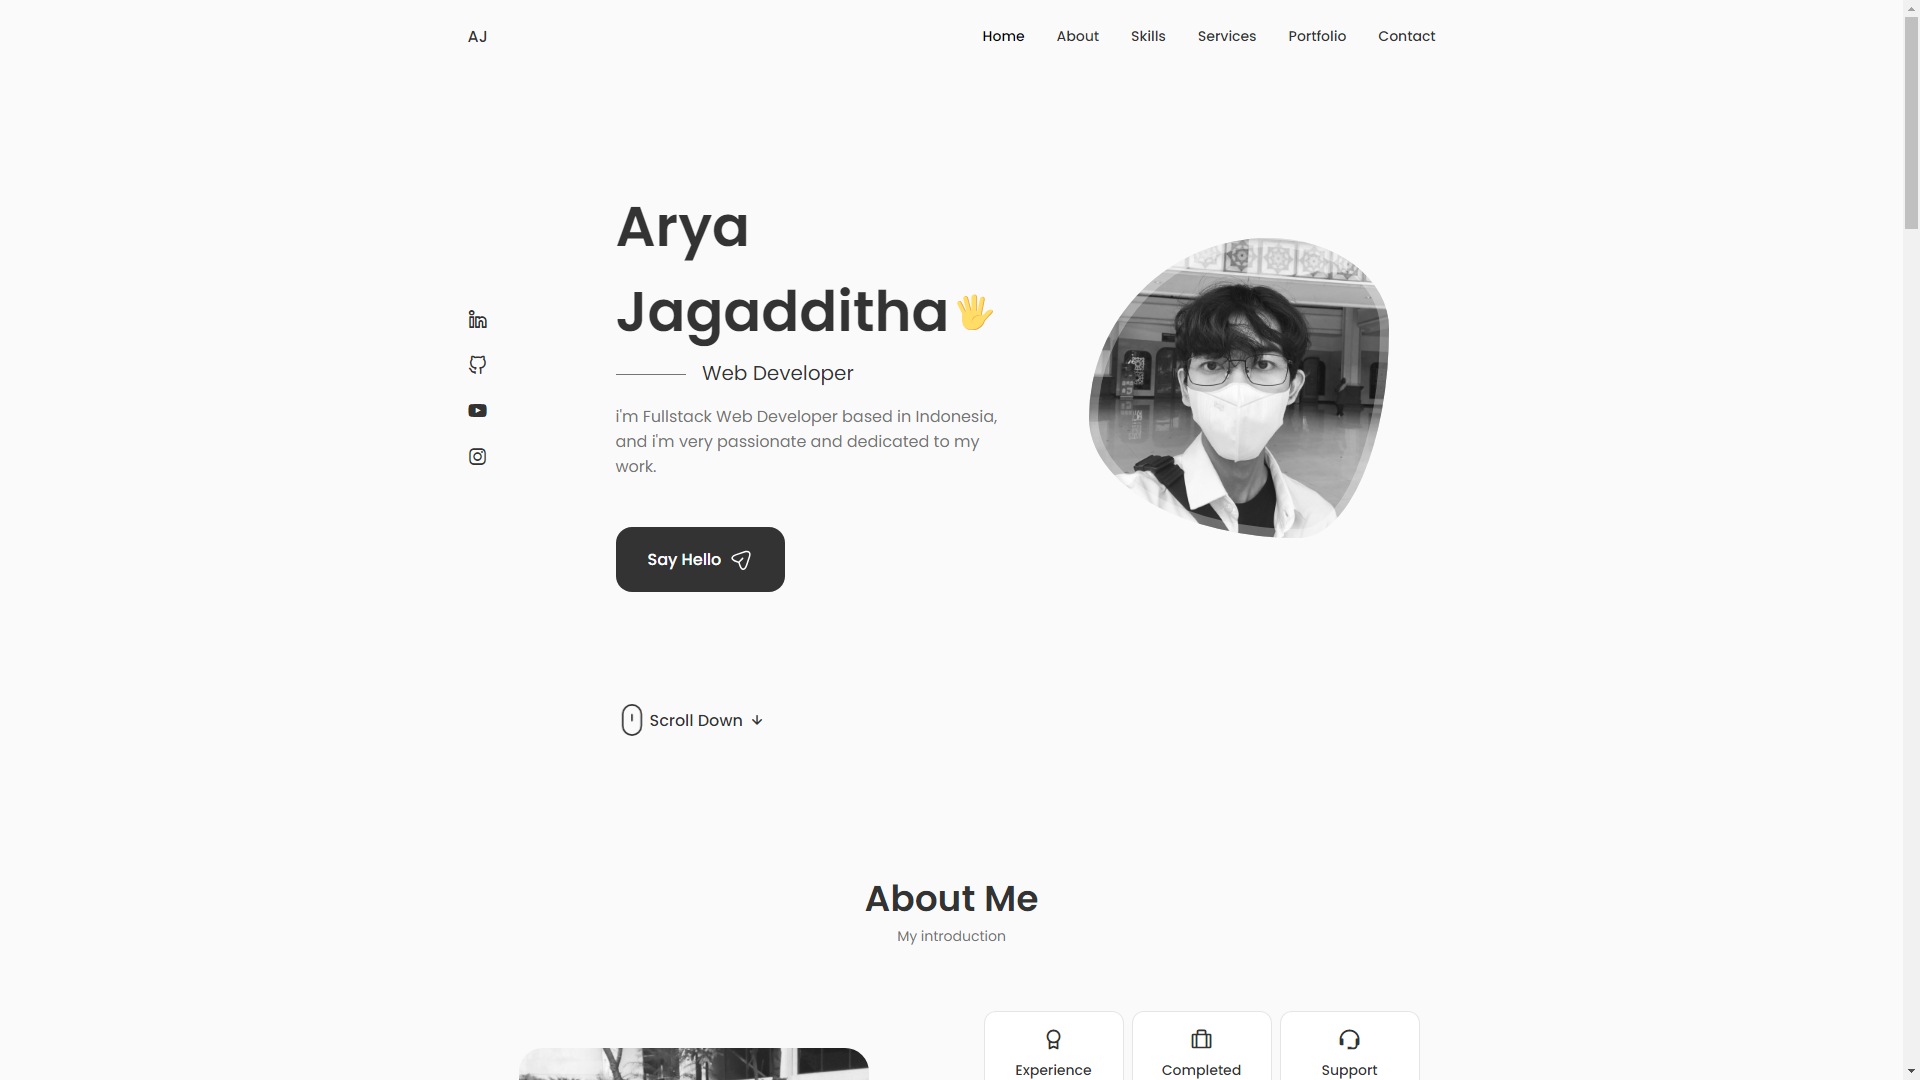 AJ
Home About Skills Services Portfolio Contact
Arya
Jagadditha
Web Developer
i'm Fullstack Web Developer based in Indonesia,
and i'm very passionate and dedicated to my
work.
Say Hello
Scroll Down
About Me
My introduction
Experience Completed Support